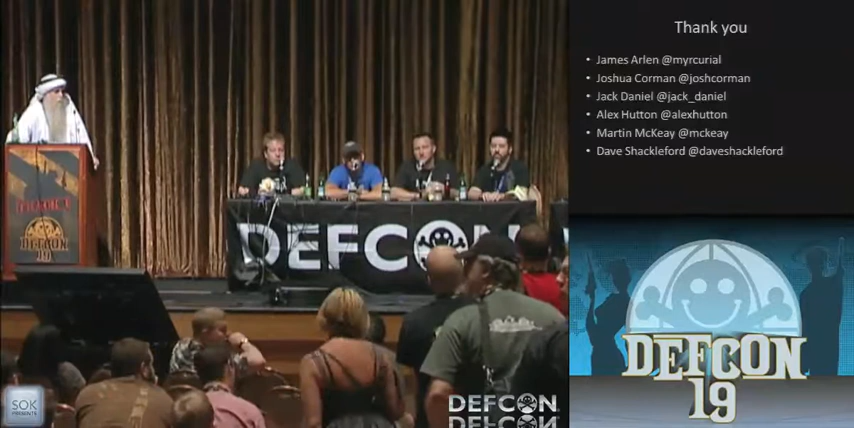 Thank you
• James Arlen @myrcurial
• Joshua Corman @joshcorman
• Jack Daniel @jack_daniel
• Alex Hutton @alexhutton
• Martin McKeay @mckeay
• Dave Shackleford @daveshackleford
DEFCON
19
DEFCON
DEFCON
19
SOK
PRESENTS
DEFCON